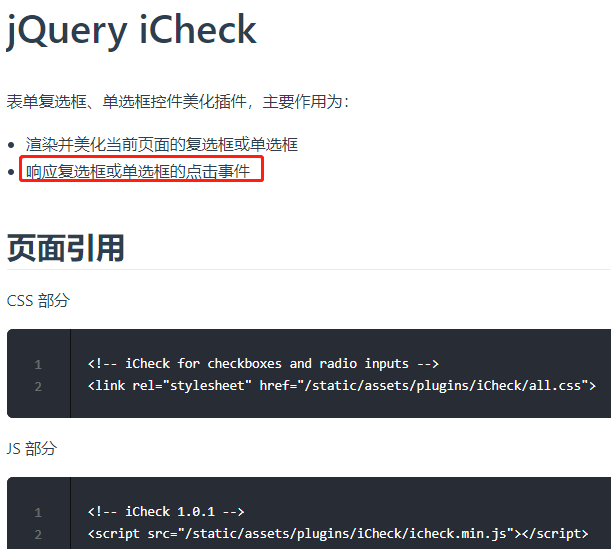 jQuery iCheck
表单复选框、单选框控件美化插件，主要作用为：
渲染并美化当前页面的复选框或单选框
响应复选框或单选框的点击事件
页面引用
CSS 部分
1 <!-- iCheck for checkboxes and radio inputs -->
2 <link rel="stylesheet" href="/static/assets/plugins/iCheck/all.css">
JS 部分
1 <!-- iCheck 1.0.1 -->
2 <script src="/static/assets/plugins/iCheck/icheck.min.js"></script>